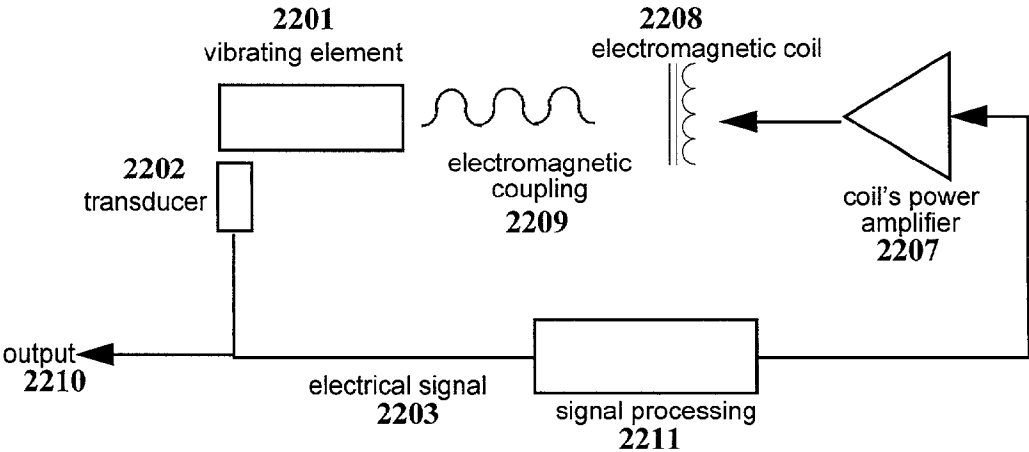 2201
vibrating element
2208
electromagnetic coil
2202
transducer
electromagnetic
coupling
2209
coil's power
amplifier
2207
output
2210
electrical signal
2203
signal processing
2211